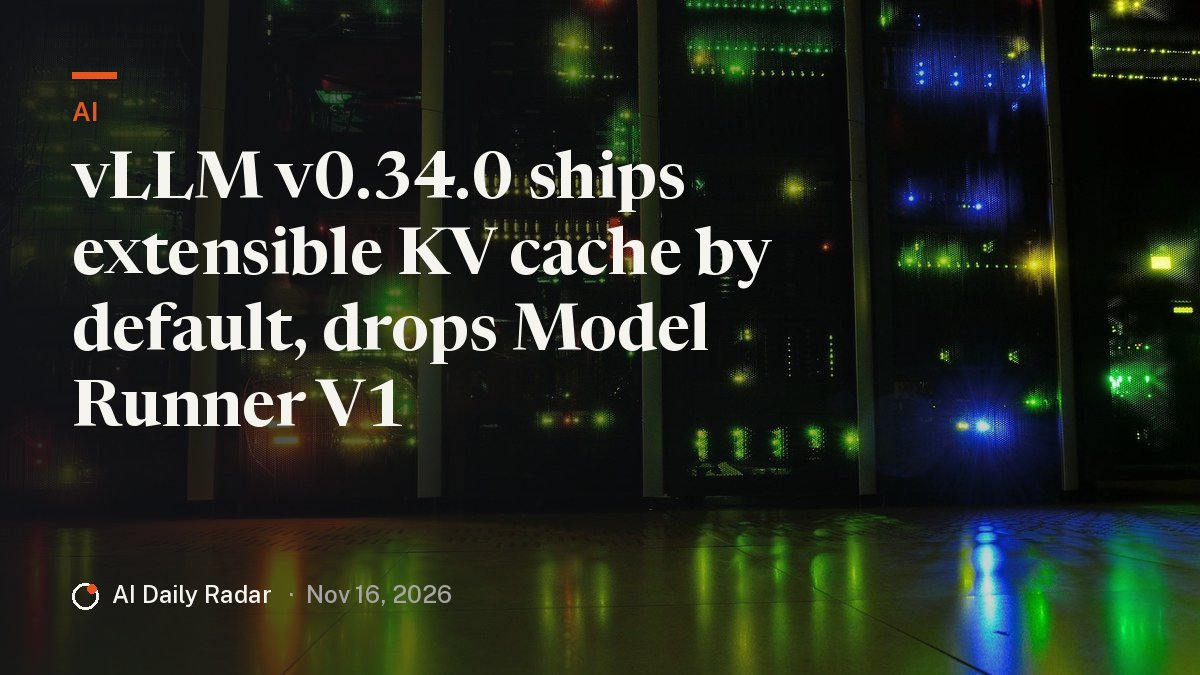 AI
vLLM v0.34.0 ships
extensible KV cache by
default, drops Model
Runner V1
AI Daily Radar · Nov 16, 2026